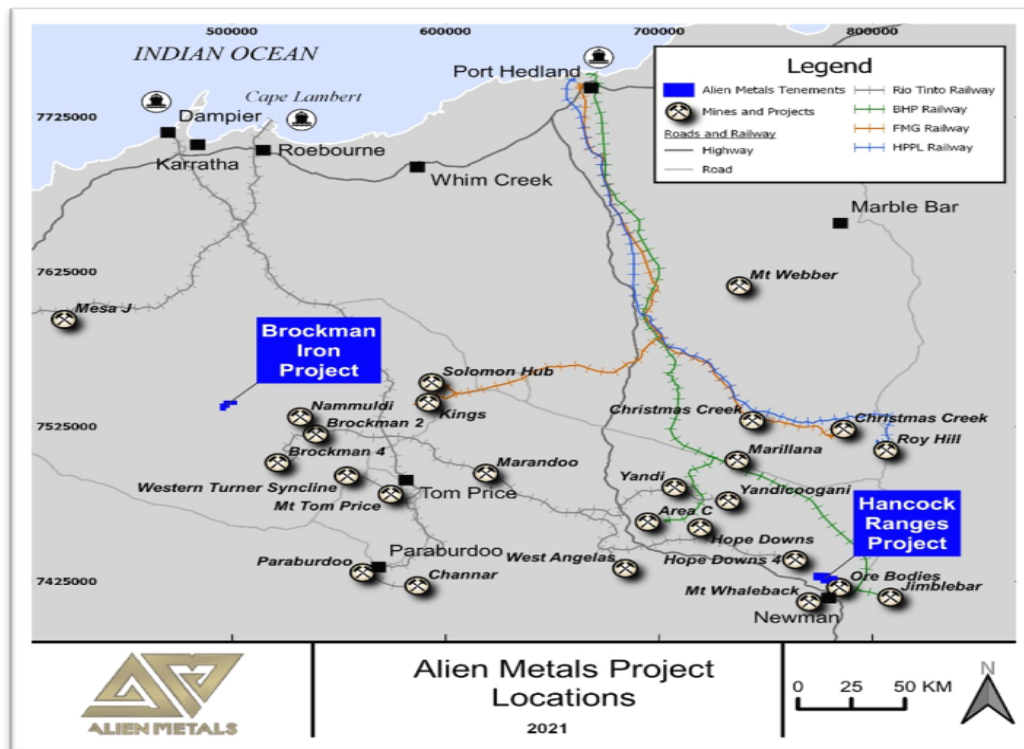 500000
600000
700000
800000
INDIAN OCEAN
Port Hedland
Cape Lambert
7725000
Dampier
Karratha
Roebourne
Whim Creek
Legend
Alien Metals Tenements
Mines and Projects
Roads and Railway
Highway
Road
Rio Tinto Railway
BHP Railway
FMG Railway
HPPL Railway
Marble Bar
7625000
Mt Webber
Mesa J
Brockman
Iron
Project
Solomon Hub
Kings
Nammuldi
Brockman 2
Christmas Creek
Christmas Creek
7525000
Roy Hill
Brockman 4
Marandoo
Marillana
Western Turner Syncline
Tom Price
Mt Tom Price
Yandi
Yandicoogani
Area C
Hancock
Ranges
Project
Hope Downs
Paraburdoo
Paraburdoo
West Angelas
Hope Downs 4
7425000
Channar
Ore Bodies
Mt Whaleback
Jimblebar
Newman
ALIEN METALS
Alien Metals Project
Locations
2021
0 25 50 KM
N